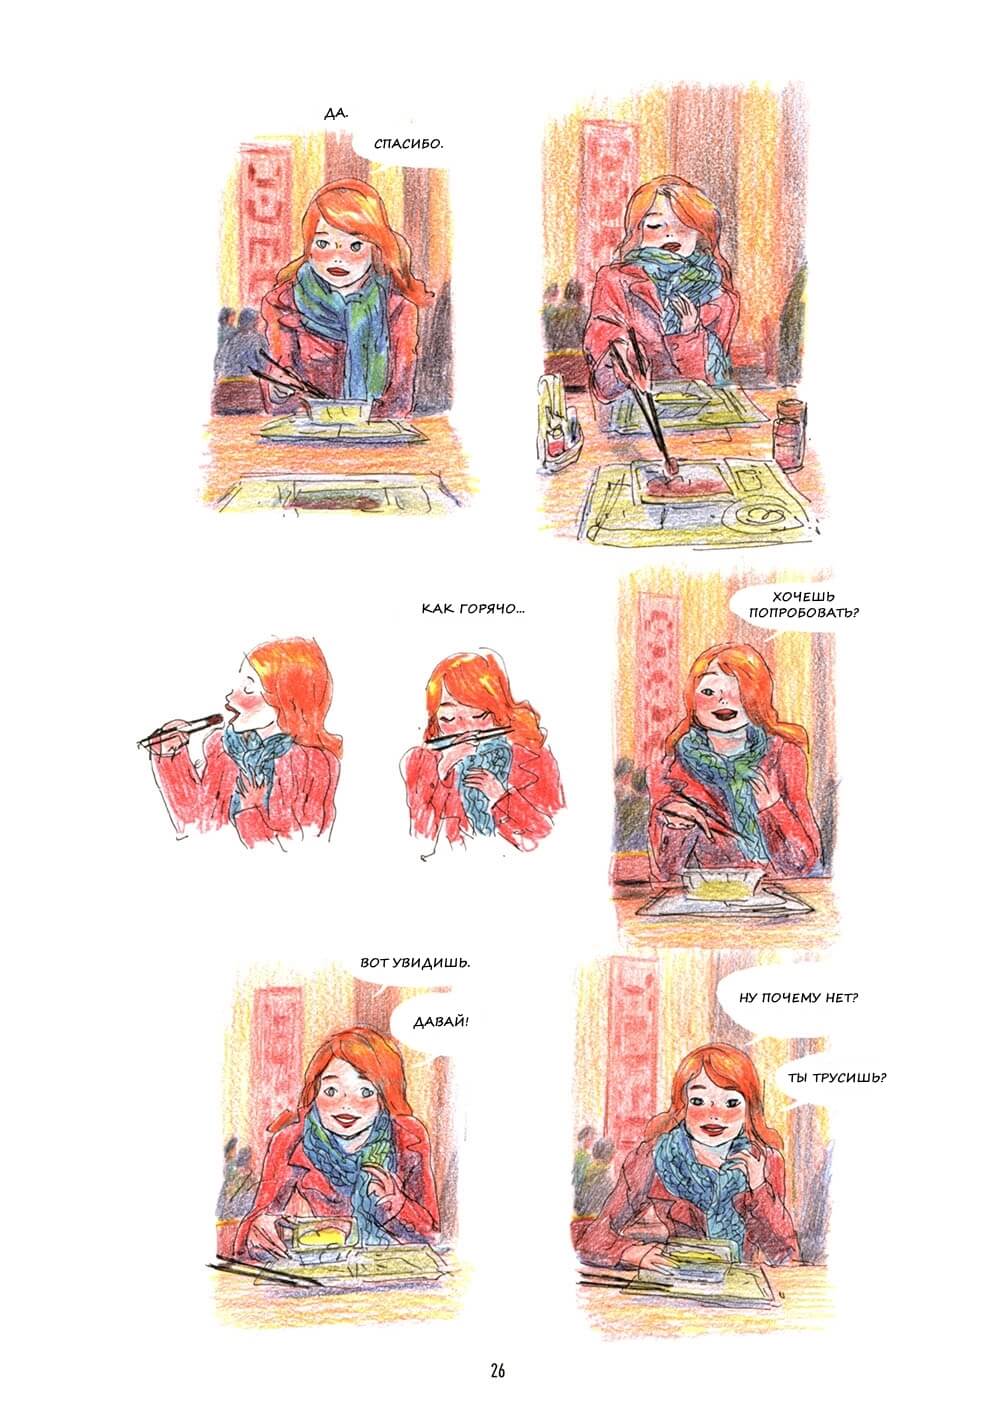 ДА.
СПАСИБО.
КАК ГОРЯЧО...
ХОЧЕШЬ
ПОПРОБОВАТЬ?
ВОТ УВИДИШЬ.
ДАВАЙ!
НУ ПОЧЕМУ НЕТ?
ТЫ ТРУСИШЬ?
26